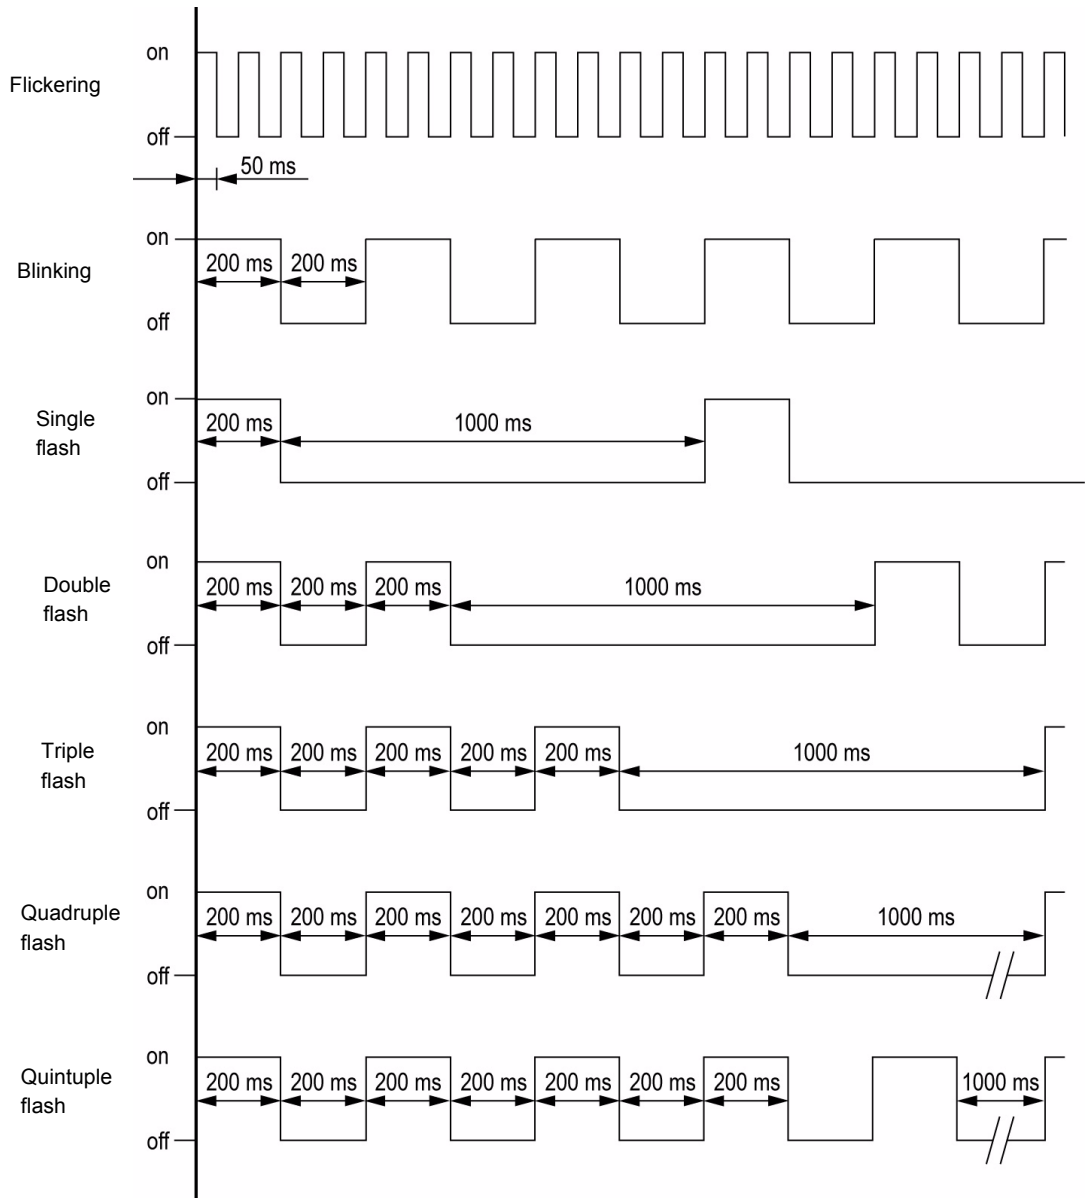 on
Flickering
off
50 ms
on
200 ms 200 ms
Blinking
off
on
Single
flash
200 ms 1000 ms
off
on
Double
flash
200 ms 200 ms 200 ms 1000 ms
off
on
Triple
flash
200 ms 200 ms 200 ms 200 ms 200 ms 1000 ms
off
on
Quadruple
flash
200 ms 200 ms 200 ms 200 ms 200 ms 200 ms 200 ms 1000 ms
off
on
Quintuple
flash
200 ms 200 ms 200 ms 200 ms 200 ms 200 ms 200 ms 1000 ms
off